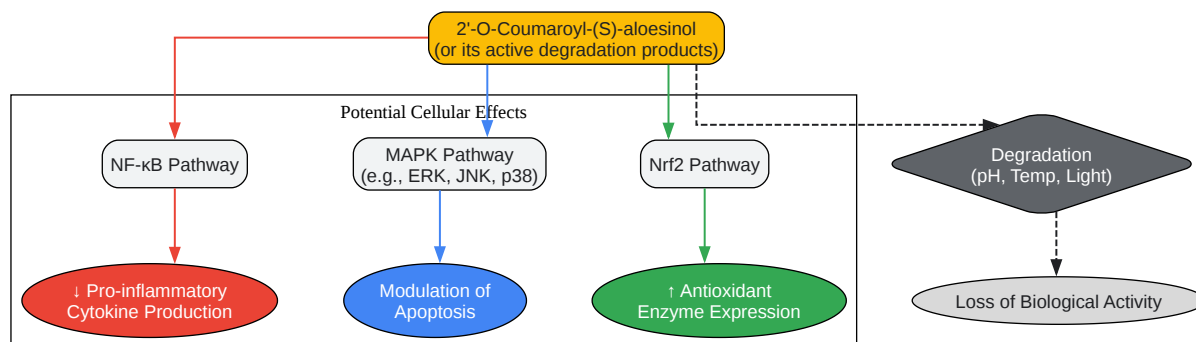 2'-O-Coumaroyl-(S)-aloesinol
(or its active degradation products)
Potential Cellular Effects
NF-κB Pathway
MAPK Pathway
(e.g., ERK, JNK, p38)
Nrf2 Pathway
Degradation
(pH, Temp, Light)
↓ Pro-inflammatory
Cytokine Production
Modulation of
Apoptosis
↑ Antioxidant
Enzyme Expression
Loss of Biological Activity